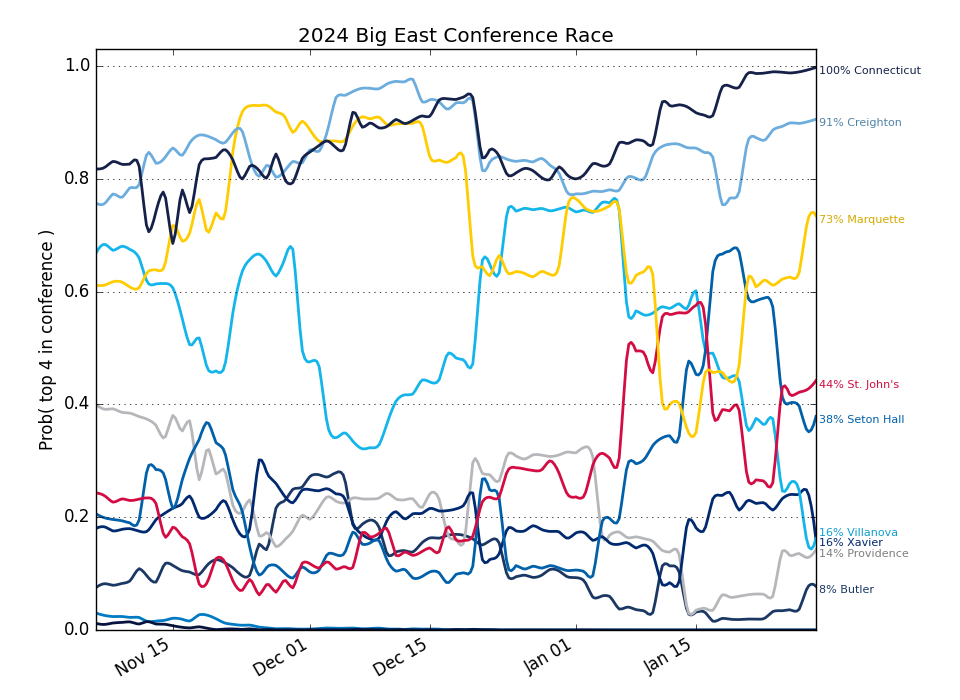 2024 Big East Conference Race
Prob( top 4 in conference )
1.0
0.8
0.6
0.4
0.2
0.0
Nov 15
Dec 01
Dec 15
Jan 01
Jan 15
100% Connecticut
91% Creighton
73% Marquette
44% St. John's
38% Seton Hall
16% Villanova
16% Xavier
14% Providence
8% Butler